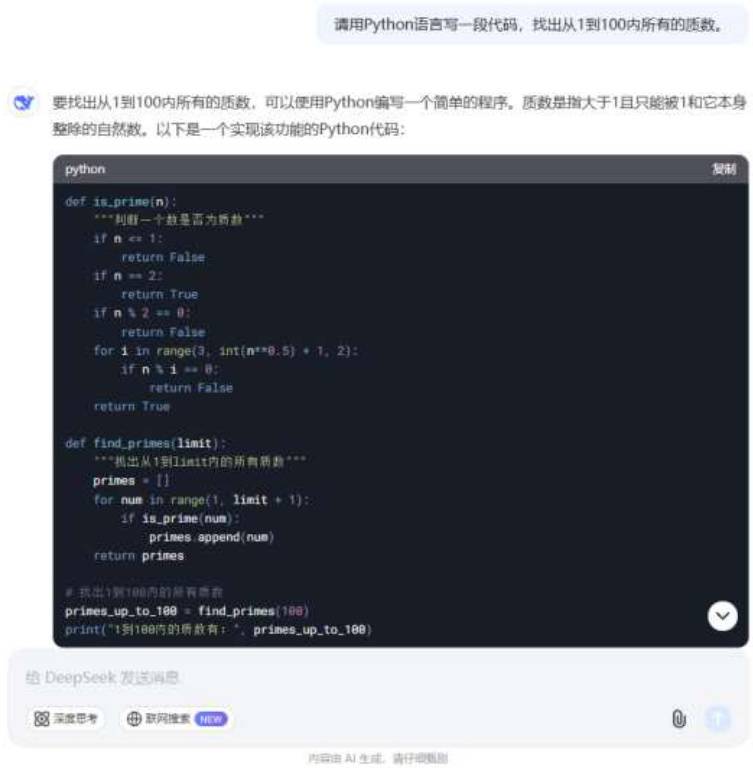 请用Python语言写一段代码，找出从1到100内所有的质数。
要找出从1到100内所有的质数，可以使用Python编写一个简单的程序。质数是指大于1且只能被1和它本身
整除的自然数。以下是一个实现该功能的Python代码：
python 复制
def is_prime(n):
    """判断一个数是否为质数"""
    if n <= 1:
        return False
    if n == 2:
        return True
    if n % 2 == 0:
        return False
    for i in range(3, int(n**0.5) + 1, 2):
        if n % i == 0:
            return False
    return True
def find_primes(limit):
    """找出从1到limit内的所有质数"""
    primes = []
    for num in range(1, limit + 1):
        if is_prime(num):
            primes.append(num)
    return primes
# 找出1到100内的所有质数
primes_up_to_100 = find_primes(100)
print("1到100内的质数有：", primes_up_to_100)
给 DeepSeek 发送消息
深度思考 联网搜索 NEW
内容由 AI 生成，请仔细甄别